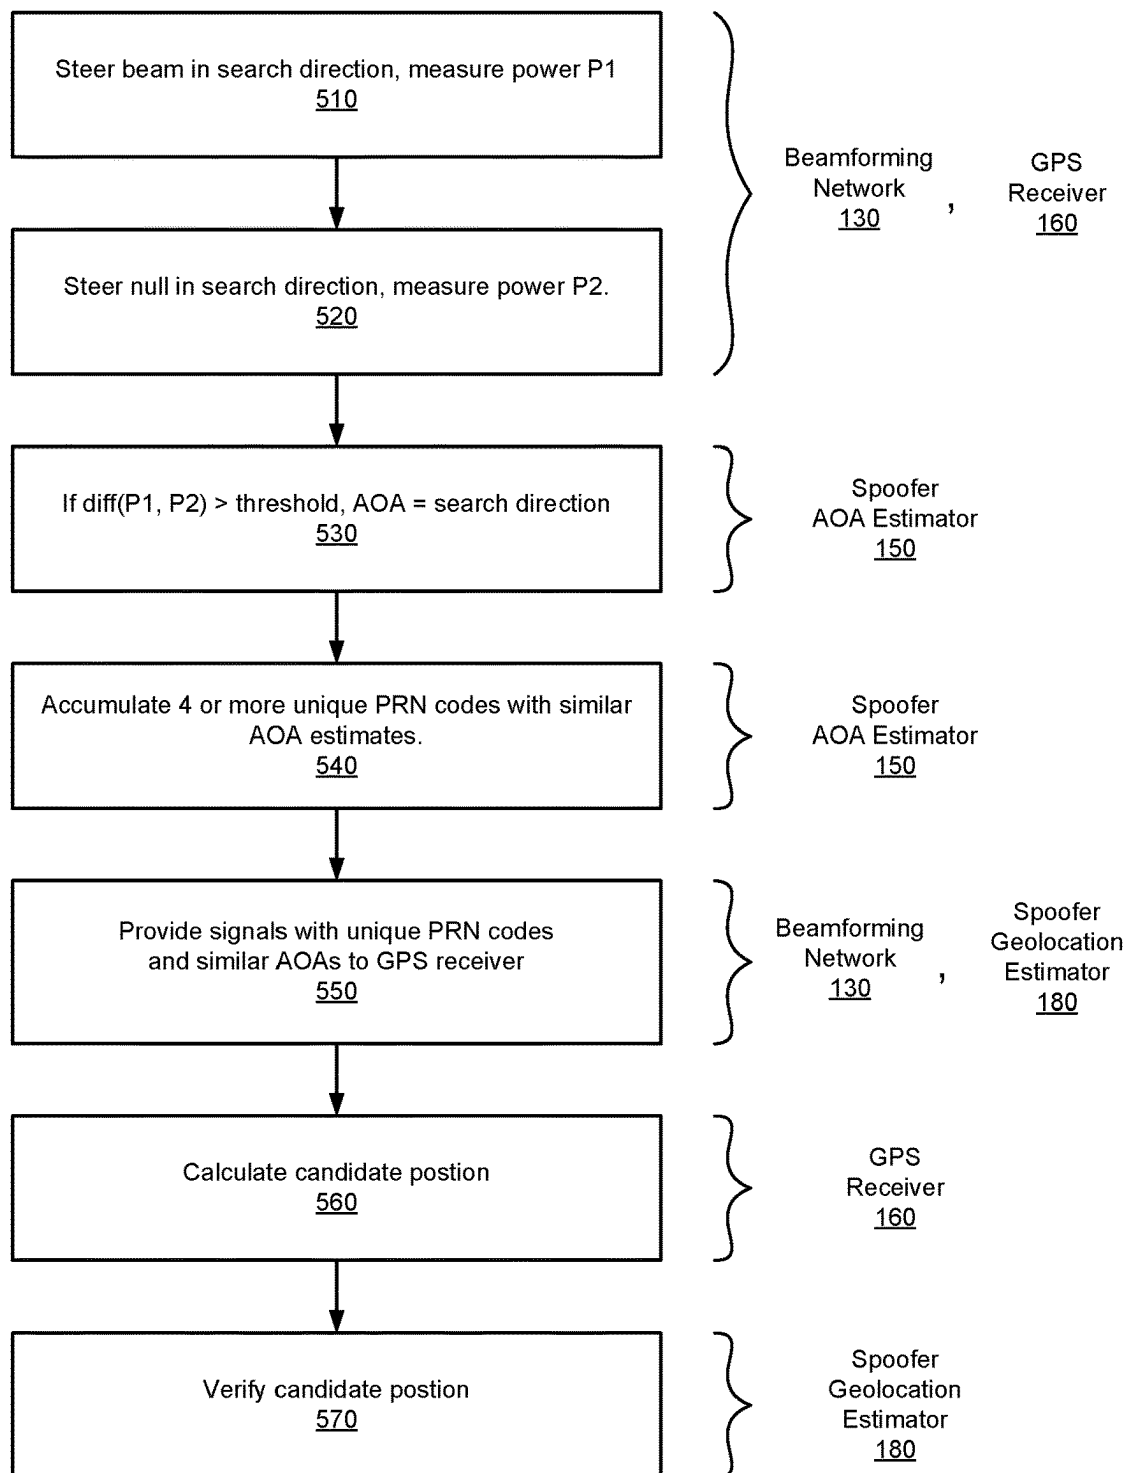 Steer beam in search direction, measure power P1
510
Beamforming
Network
130
,
GPS
Receiver
160
Steer null in search direction, measure power P2.
520
If diff(P1, P2) > threshold, AOA = search direction
530
Spoofer
AOA Estimator
150
Accumulate 4 or more unique PRN codes with similar
AOA estimates.
540
Spoofer
AOA Estimator
150
Provide signals with unique PRN codes
and similar AOAs to GPS receiver
550
Beamforming
Network
130
,
Spoofer
Geolocation
Estimator
180
Calculate candidate postion
560
GPS
Receiver
160
Verify candidate postion
570
Spoofer
Geolocation
Estimator
180